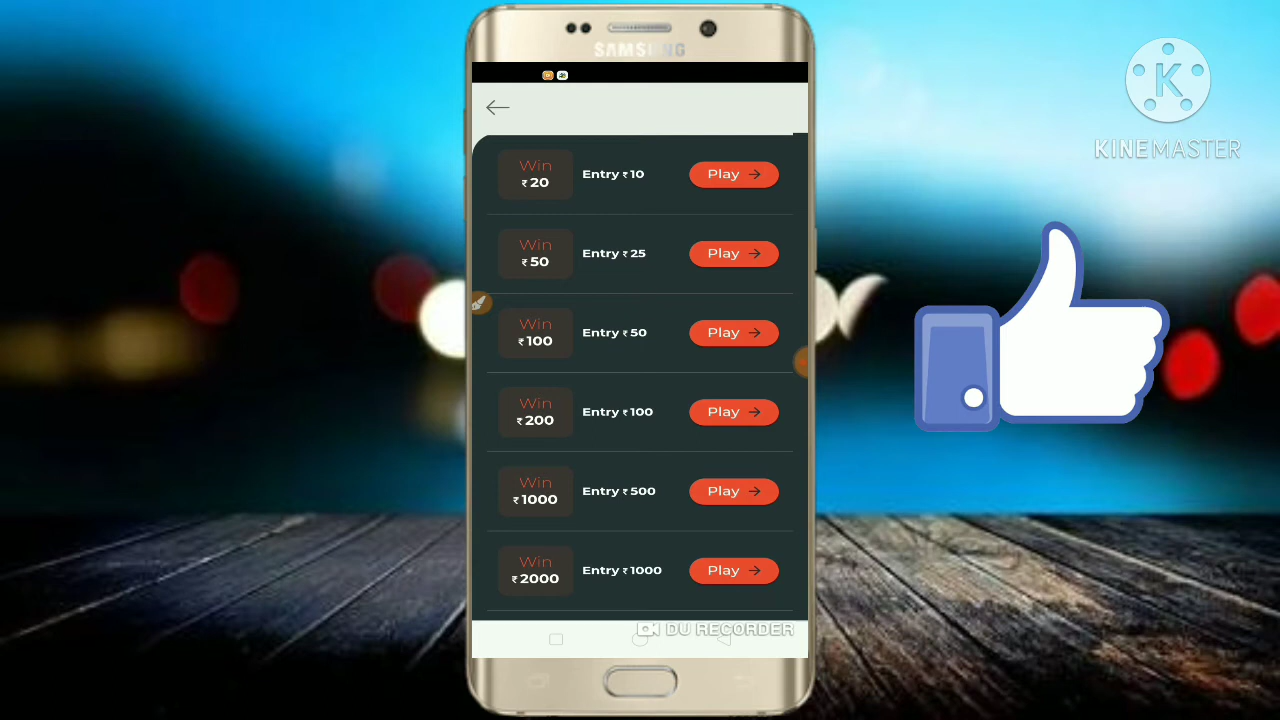 SAMSUNG
Win
₹ 20
Entry ₹ 10
Play
Win
₹ 50
Entry ₹ 25
Play
Win
₹ 100
Entry ₹ 50
Play
Win
₹ 200
Entry ₹ 100
Play
Win
₹ 1000
Entry ₹ 500
Play
Win
₹ 2000
Entry ₹ 1000
Play
DU RECORDER
K
KINEMASTER